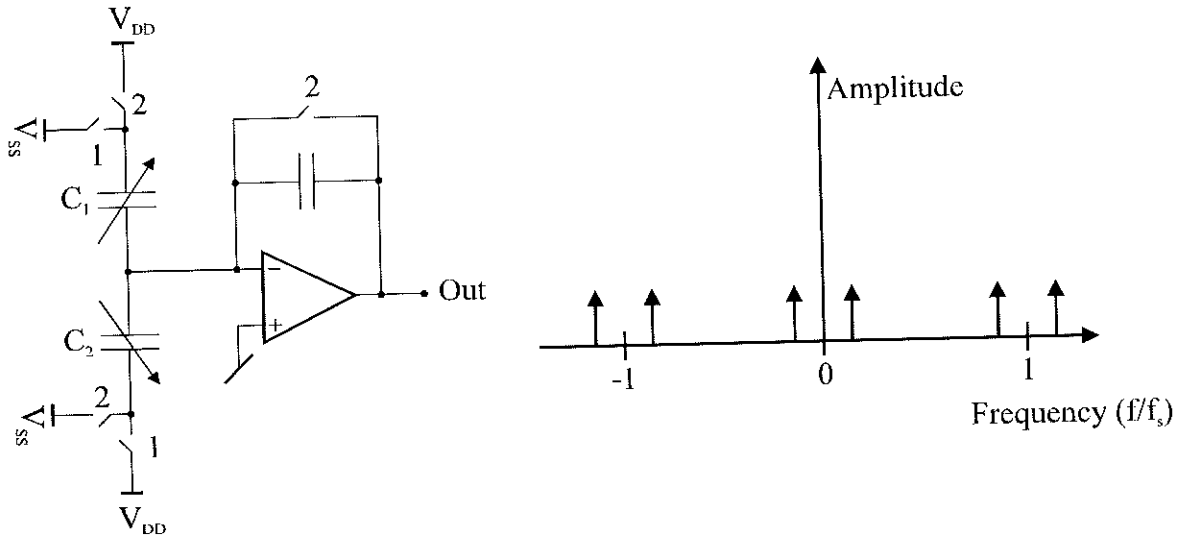 V_DD
2
V_SS
1
C_1
2
Out
C_2
2
V_SS
1
V_DD
Amplitude
-1
0
1
Frequency (f/f_s)